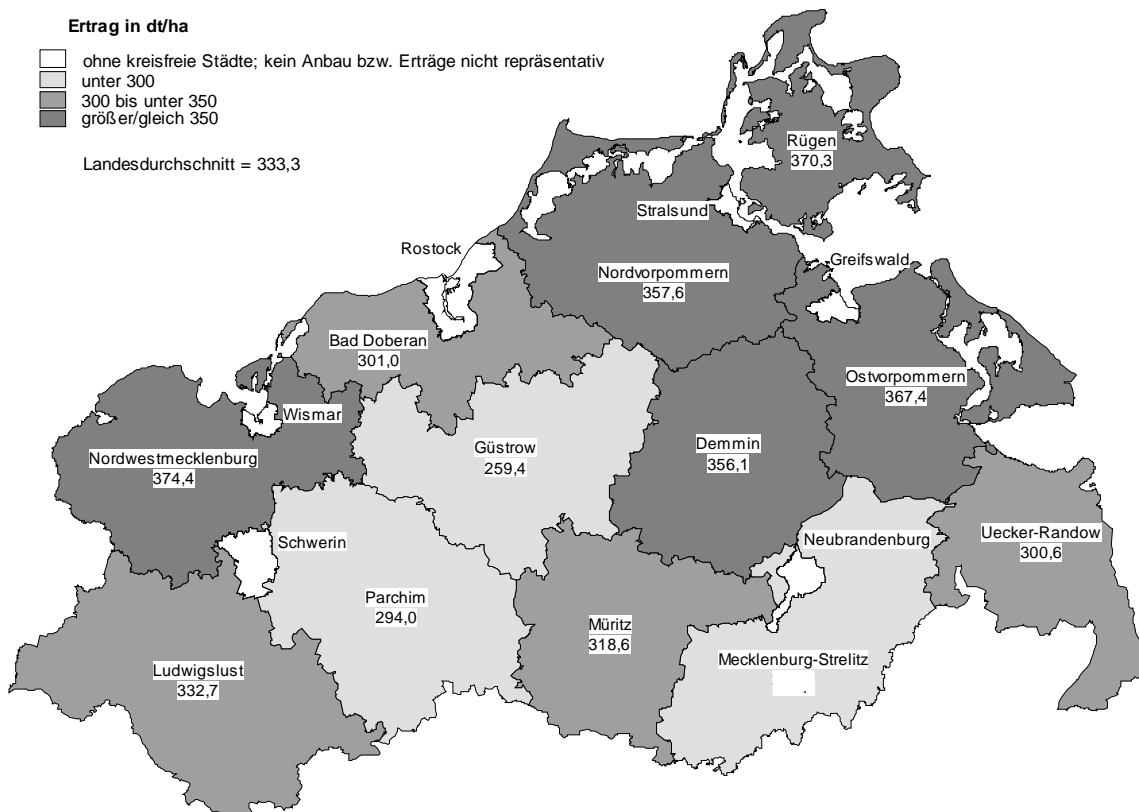 Ertrag in dt/ha
ohne kreisfreie Städte; kein Anbau bzw. Erträge nicht repräsentativ
unter 300
300 bis unter 350
größer/gleich 350
Landesdurchschnitt = 333,3
Rügen
370,3
Stralsund
Rostock
Greifswald
Nordvorpommern
357,6
Bad Doberan
301,0
Ostvorpommern
367,4
Wismar
Güstrow
259,4
Demmin
356,1
Nordwestmecklenburg
374,4
Schwerin
Neubrandenburg
Uecker-Randow
300,6
Parchim
294,0
Müritz
318,6
Mecklenburg-Strelitz
.
Ludwigslust
332,7